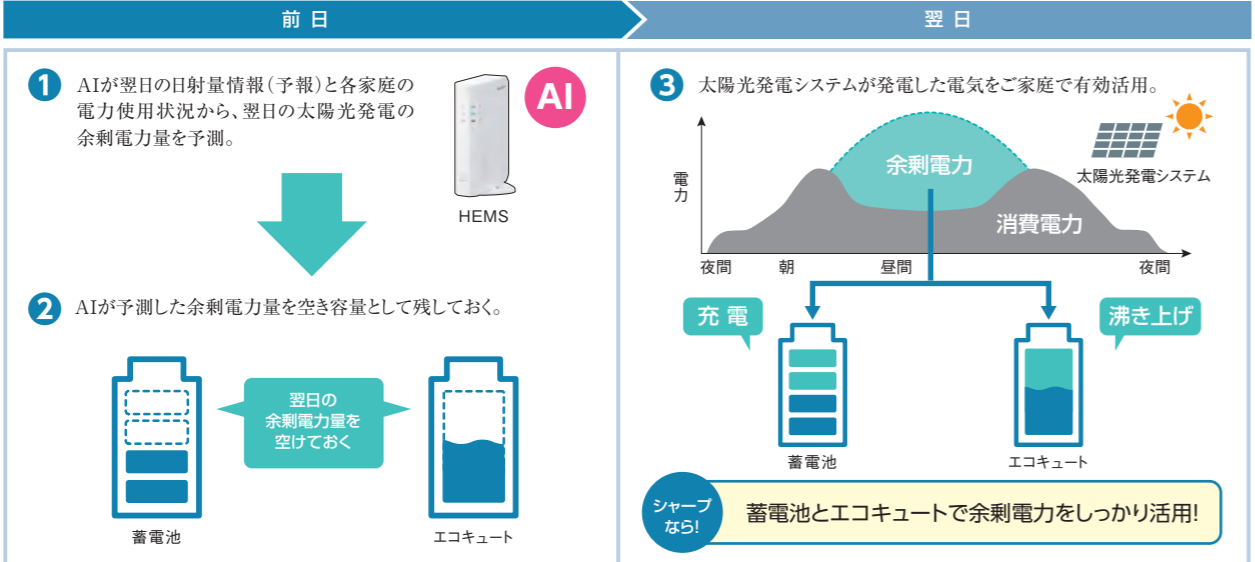 前日
翌日
1 AIが翌日の日射量情報(予報)と各家庭の
電力使用状況から、翌日の太陽光発電の
余剰電力量を予測。
AI
HEMS
2 AIが予測した余剰電力量を空き容量として残しておく。
翌日の
余剰電力量を
空けておく
蓄電池
エコキュート
3 太陽光発電システムが発電した電気をご家庭で有効活用。
電力
余剰電力
消費電力
太陽光発電システム
夜間 朝 昼間 夜間
充電
沸き上げ
蓄電池
エコキュート
シャープ
なら!
蓄電池とエコキュートで余剰電力をしっかり活用!